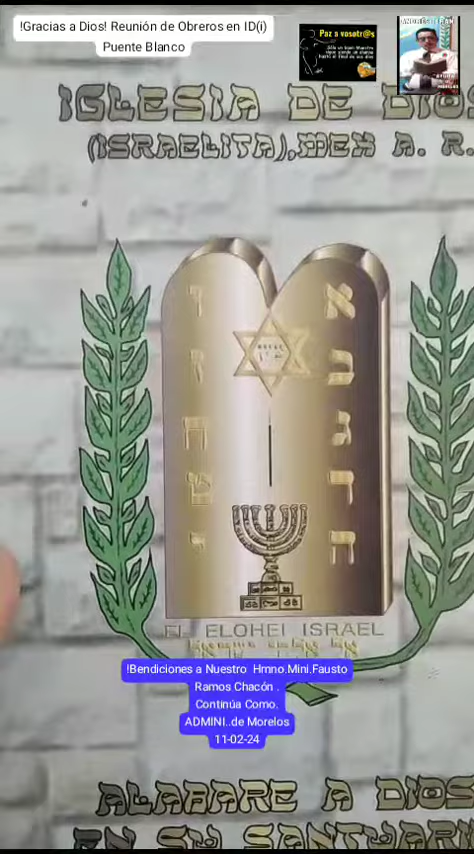 !Gracias a Dios! Reunión de Obreros en ID(i)
Puente Blanco
Paz a vosotr@s
IGLESIA DE DIOS
(ISRAELITA),MEX A. R.
ו א
ז ב
ח ג
ט ד
י ה
EL ELOHEI ISRAEL
!Bendiciones a Nuestro Hmno.Mini.Fausto
Ramos Chacón .
Continúa Como.
ADMINI..de Morelos
11-02-24
ALABARE A DIOS
EN SU SANTUARI